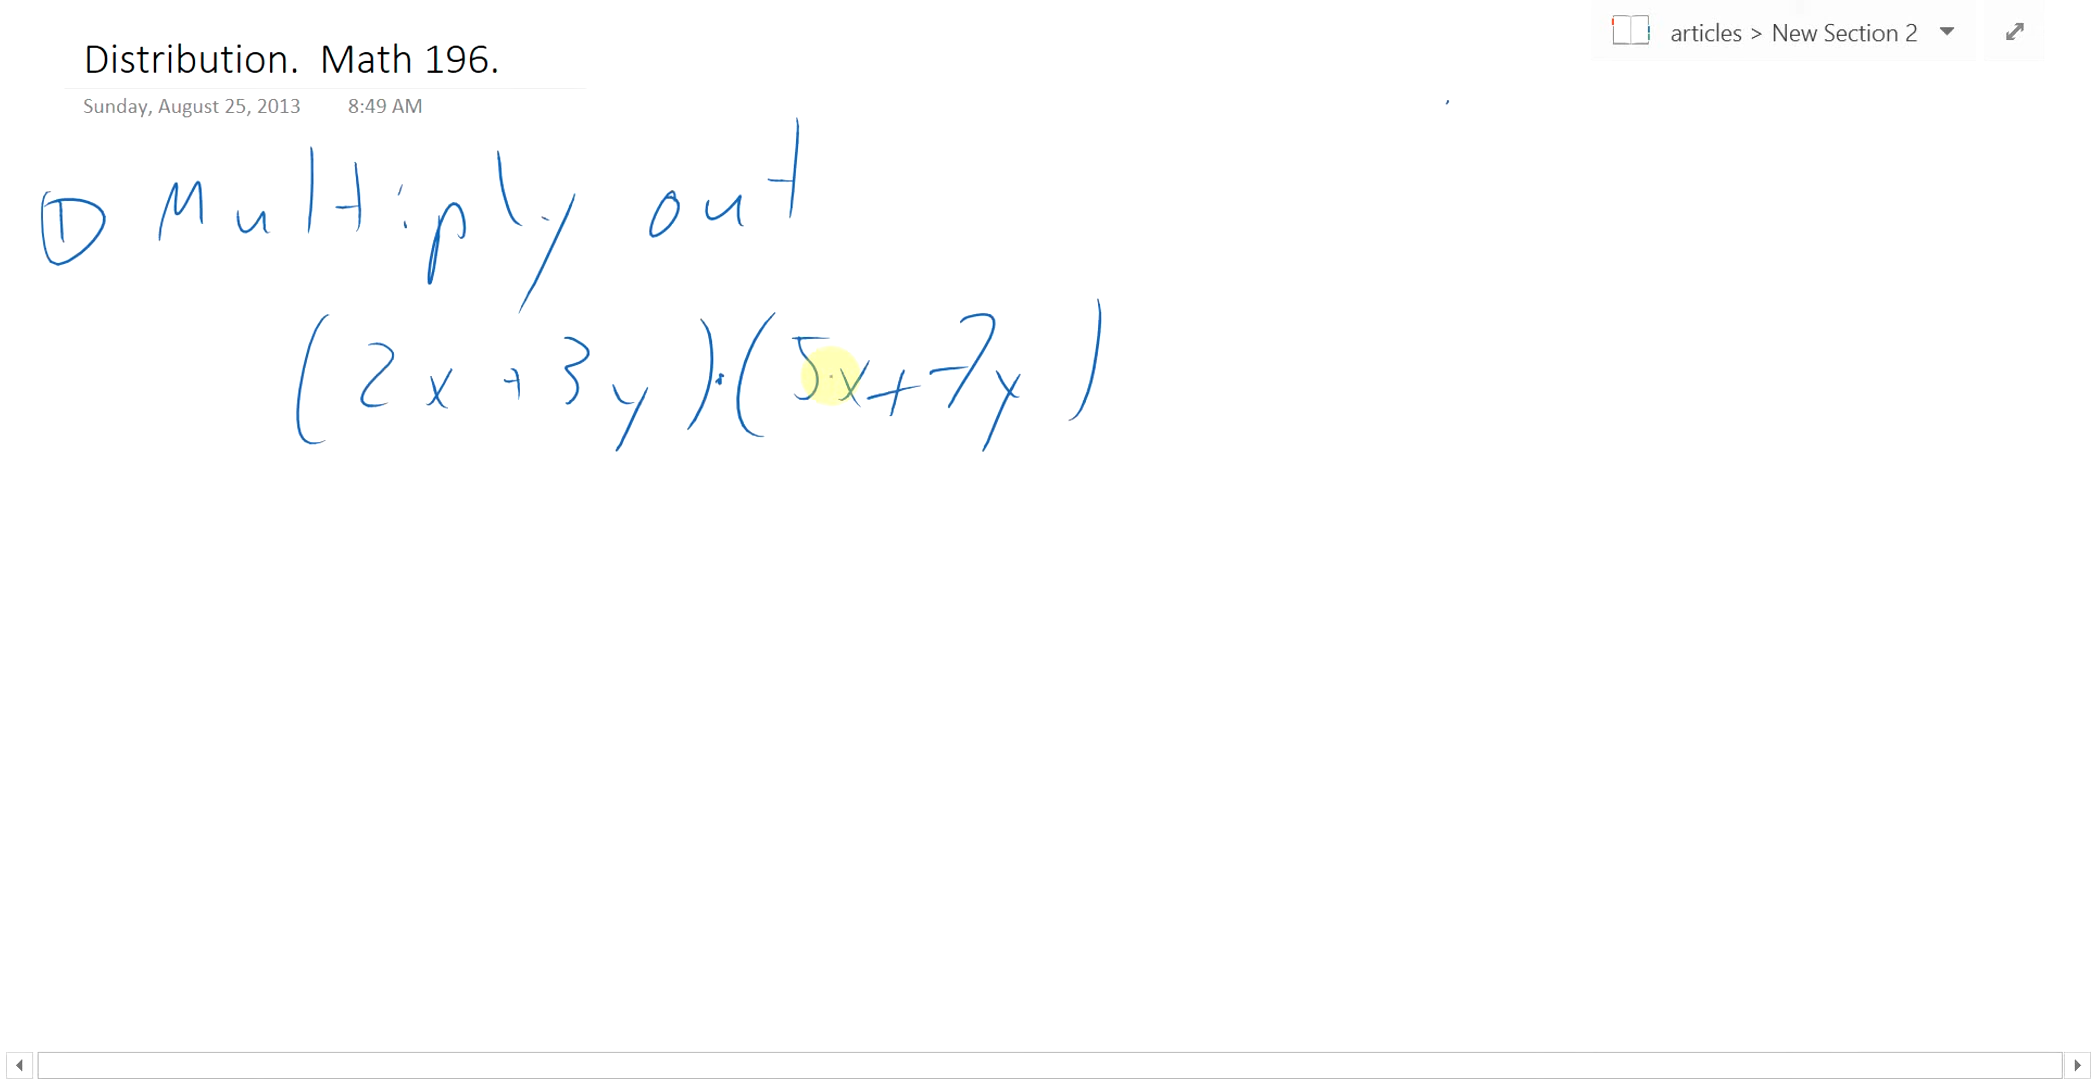 articles > New Section 2
Distribution. Math 196.
Sunday, August 25, 2013 8:49 AM
① Multiply out
(2x + 3y)·(5x + 7y)